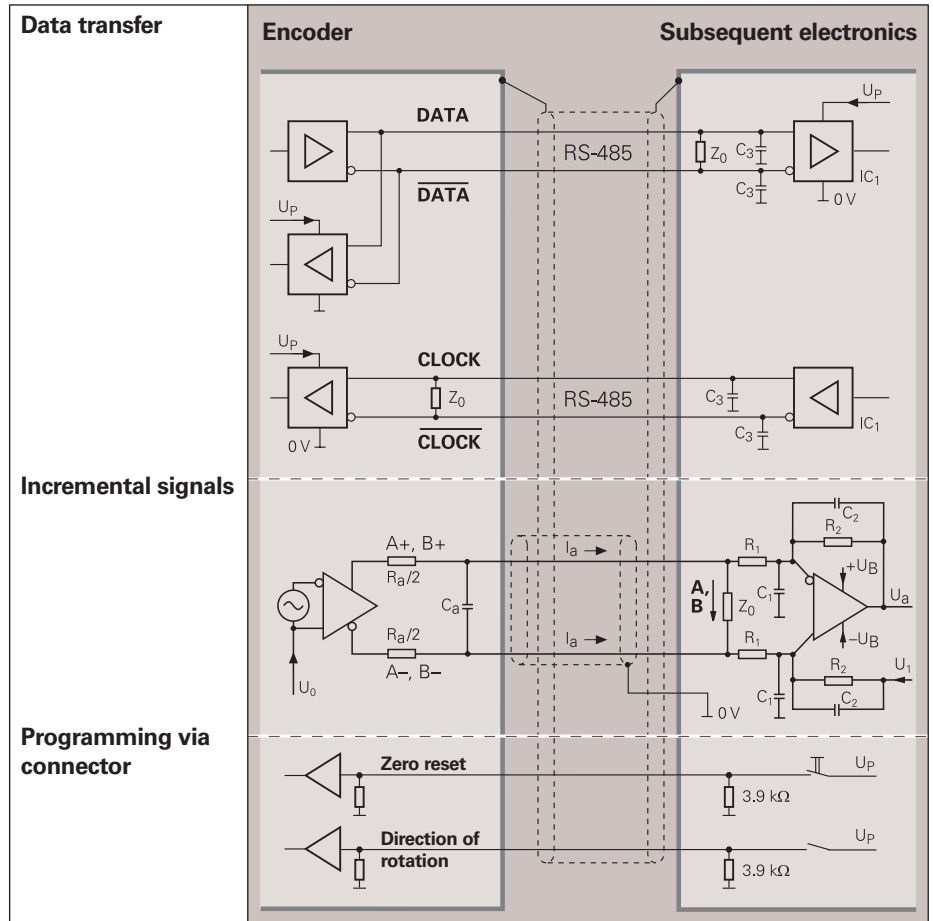 Data transfer
Encoder
Subsequent electronics
DATA
RS-485
Z0
C3
C3
UP
IC1
0 V
DATA
UP
UP
CLOCK
Z0
RS-485
C3
C3
IC1
0 V
CLOCK
Incremental signals
A+, B+
Ra/2
Ca
Ia
R1
C1
C2
R2
+UB
Ua
A,
B
Z0
Ra/2
A–, B–
Ia
R1
C1
–UB
R2
C2
U1
U0
0 V
Programming via
connector
Zero reset
3.9 kΩ
UP
Direction of
rotation
3.9 kΩ
UP